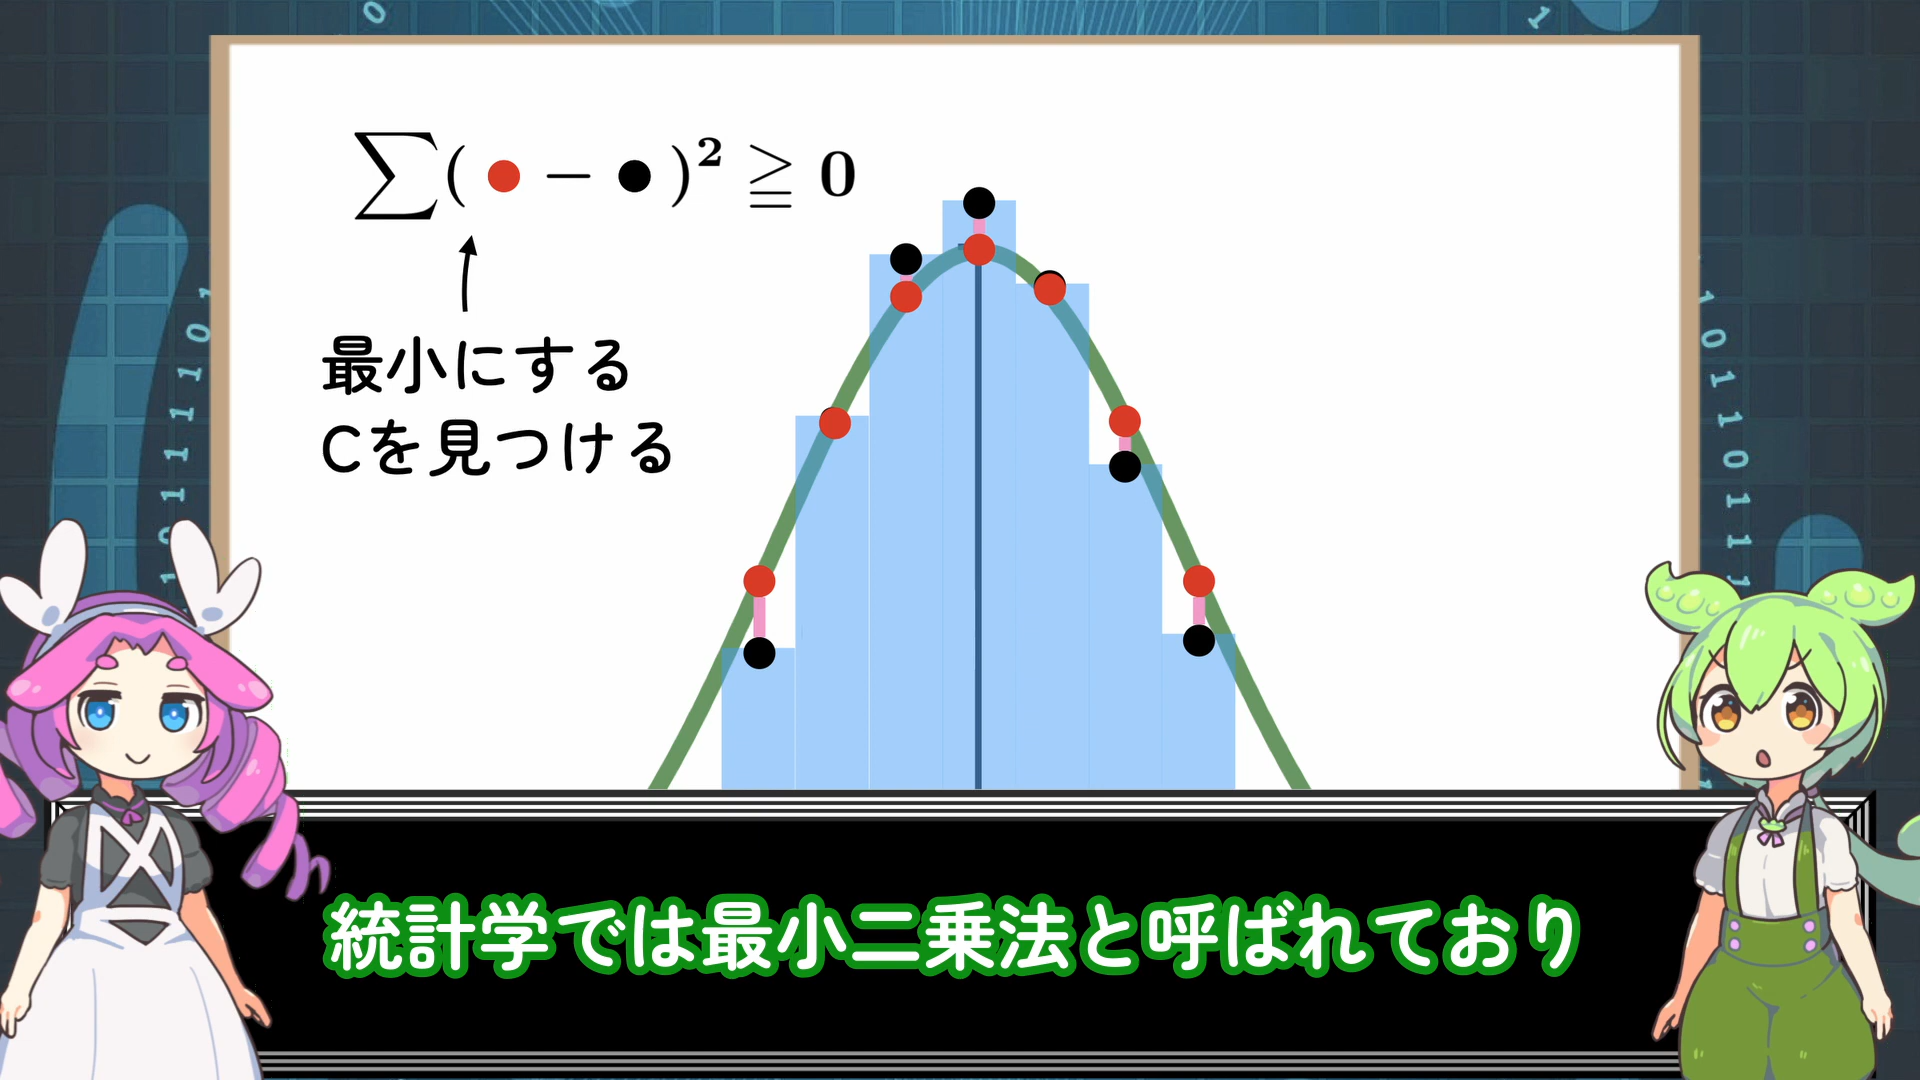 ∑( ● − ● )² ≧ 0
最小にする
Cを見つける
統計学では最小二乗法と呼ばれており